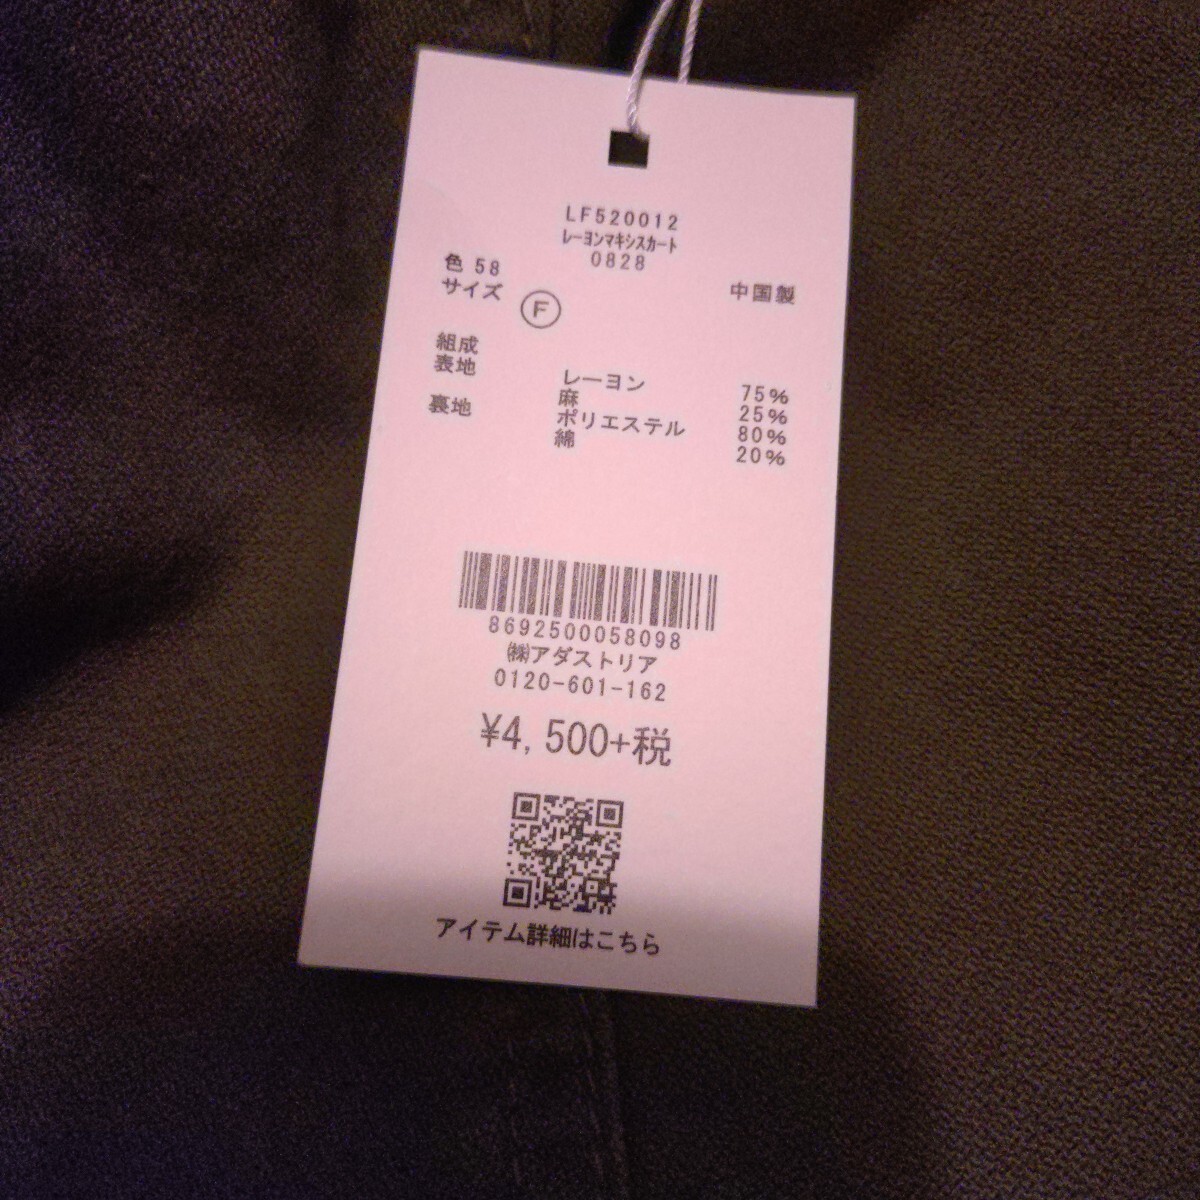 LF520012
レーヨンマキシスカート
0828
色 58
サイズ Ⓕ
中国製
組成
表地
レーヨン 75%
麻 25%
裏地
ポリエステル 80%
綿 20%
8692500058098
㈱アダストリア
0120-601-162
¥4,500+税
アイテム詳細はこちら